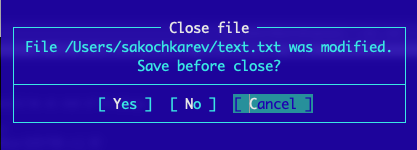 Close file
File /Users/sakochkarev/text.txt was modified.
Save before close?
[ Yes ] [ No ] [ Cancel ]